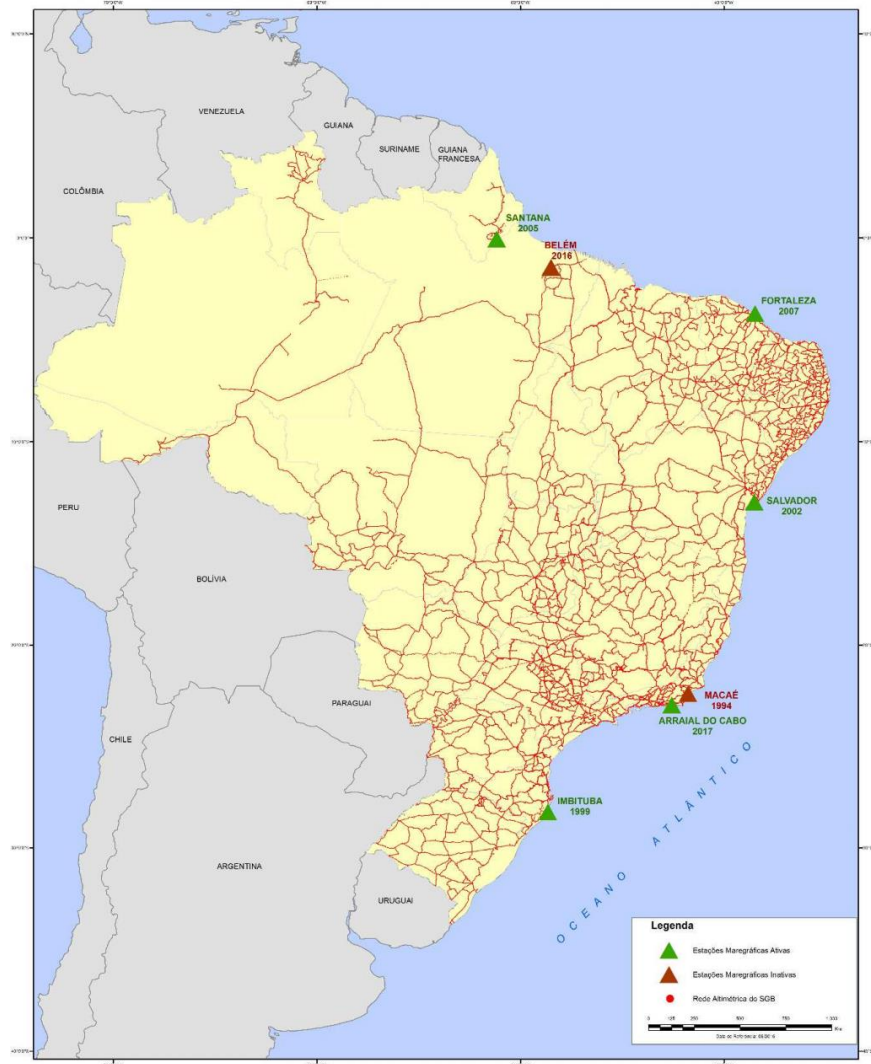 VENEZUELA
GUIANA
SURINAME
GUIANA
FRANCESA
COLÔMBIA
SANTANA
2005
BELÉM
2016
FORTALEZA
2007
SALVADOR
2002
PERU
BOLÍVIA
PARAGUAI
MACAÉ
1994
ARRAIAL DO CABO
2017
CHILE
IMBITUBA
1999
ARGENTINA
URUGUAI
OCEANO ATLÂNTICO
Legenda
Estações Maregráficas Ativas
Estações Maregráficas Inativas
Rede Altimétrica do SGB